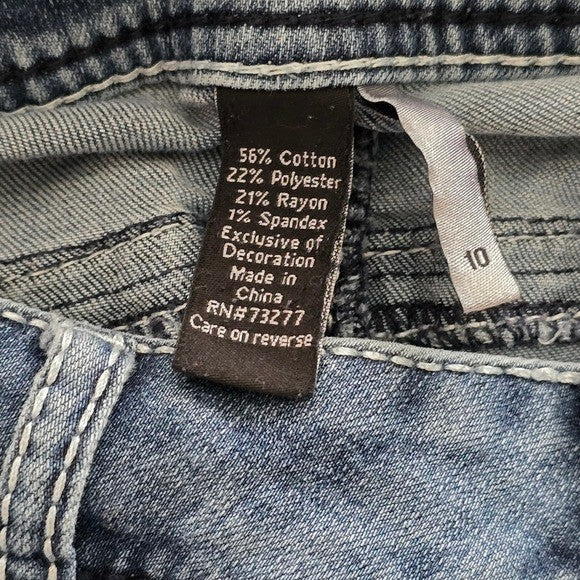 56% Cotton
22% Polyester
21% Rayon
1% Spandex
Exclusive of
Decoration
Made in
China
RN#73277
Care on reverse
10